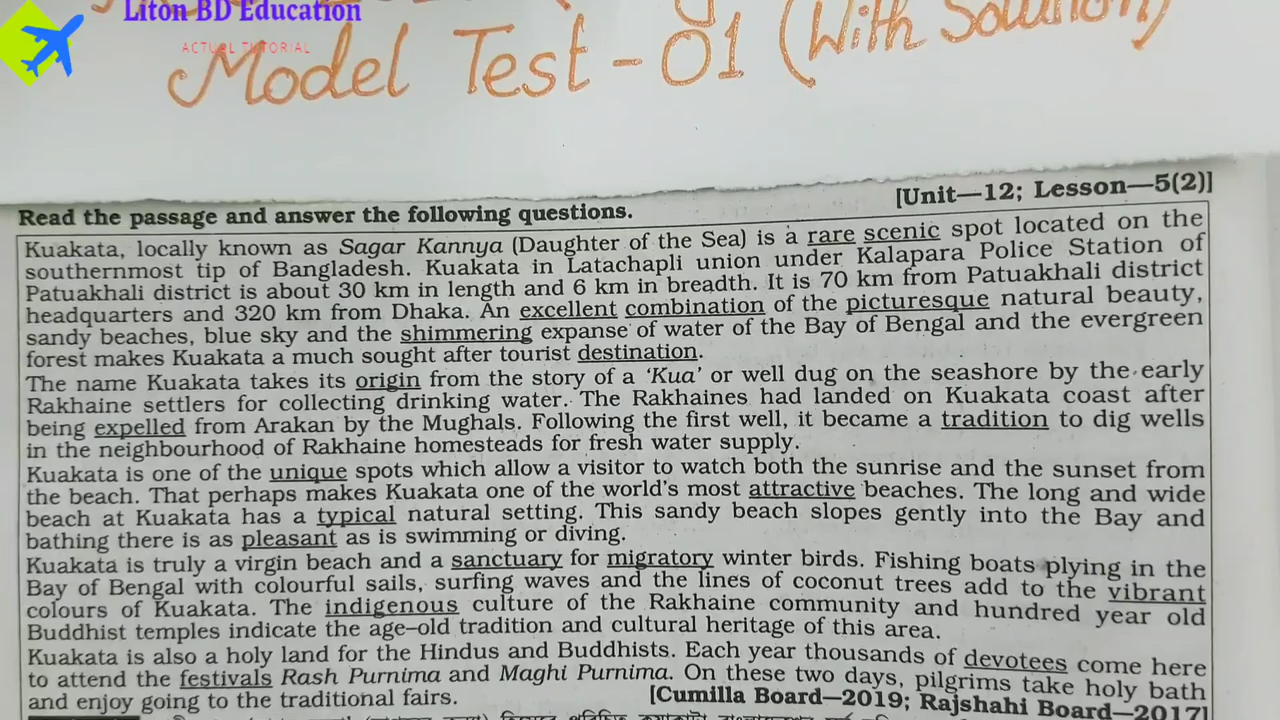 Liton BD Education
ACTUAL TUTORIAL
Model Test - 01 (With Solution)
[Unit—12; Lesson—5(2)]
Read the passage and answer the following questions.
Kuakata, locally known as Sagar Kannya (Daughter of the Sea) is a rare scenic spot located on the
southernmost tip of Bangladesh. Kuakata in Latachapli union under Kalapara Police Station of
Patuakhali district is about 30 km in length and 6 km in breadth. It is 70 km from Patuakhali district
headquarters and 320 km from Dhaka. An excellent combination of the picturesque natural beauty,
sandy beaches, blue sky and the shimmering expanse of water of the Bay of Bengal and the evergreen
forest makes Kuakata a much sought after tourist destination.
The name Kuakata takes its origin from the story of a ‘Kua’ or well dug on the seashore by the early
Rakhaine settlers for collecting drinking water. The Rakhaines had landed on Kuakata coast after
being expelled from Arakan by the Mughals. Following the first well, it became a tradition to dig wells
in the neighbourhood of Rakhaine homesteads for fresh water supply.
Kuakata is one of the unique spots which allow a visitor to watch both the sunrise and the sunset from
the beach. That perhaps makes Kuakata one of the world’s most attractive beaches. The long and wide
beach at Kuakata has a typical natural setting. This sandy beach slopes gently into the Bay and
bathing there is as pleasant as is swimming or diving.
Kuakata is truly a virgin beach and a sanctuary for migratory winter birds. Fishing boats plying in the
Bay of Bengal with colourful sails, surfing waves and the lines of coconut trees add to the vibrant
colours of Kuakata. The indigenous culture of the Rakhaine community and hundred year old
Buddhist temples indicate the age–old tradition and cultural heritage of this area.
Kuakata is also a holy land for the Hindus and Buddhists. Each year thousands of devotees come here
to attend the festivals Rash Purnima and Maghi Purnima. On these two days, pilgrims take holy bath
and enjoy going to the traditional fairs.
[Cumilla Board—2019; Rajshahi Board—2017]